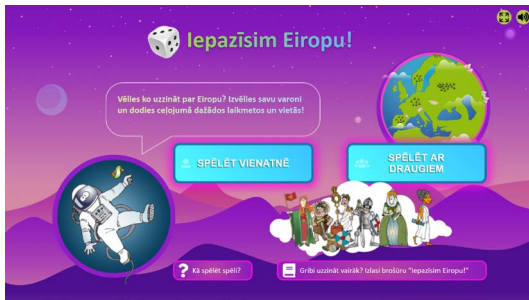 Iepazīsim Eiropu!
Vēlies ko uzzināt par Eiropu? Izvēlies savu varoni
un dodies ceļojumā dažādos laikmetos un vietās!
SPĒLĒT VIENATNĒ
SPĒLĒT AR
DRAUGIEM
Kā spēlēt spēli?
Gribi uzzināt vairāk? Izlasi brošūru "Iepazīsim Eiropu!"